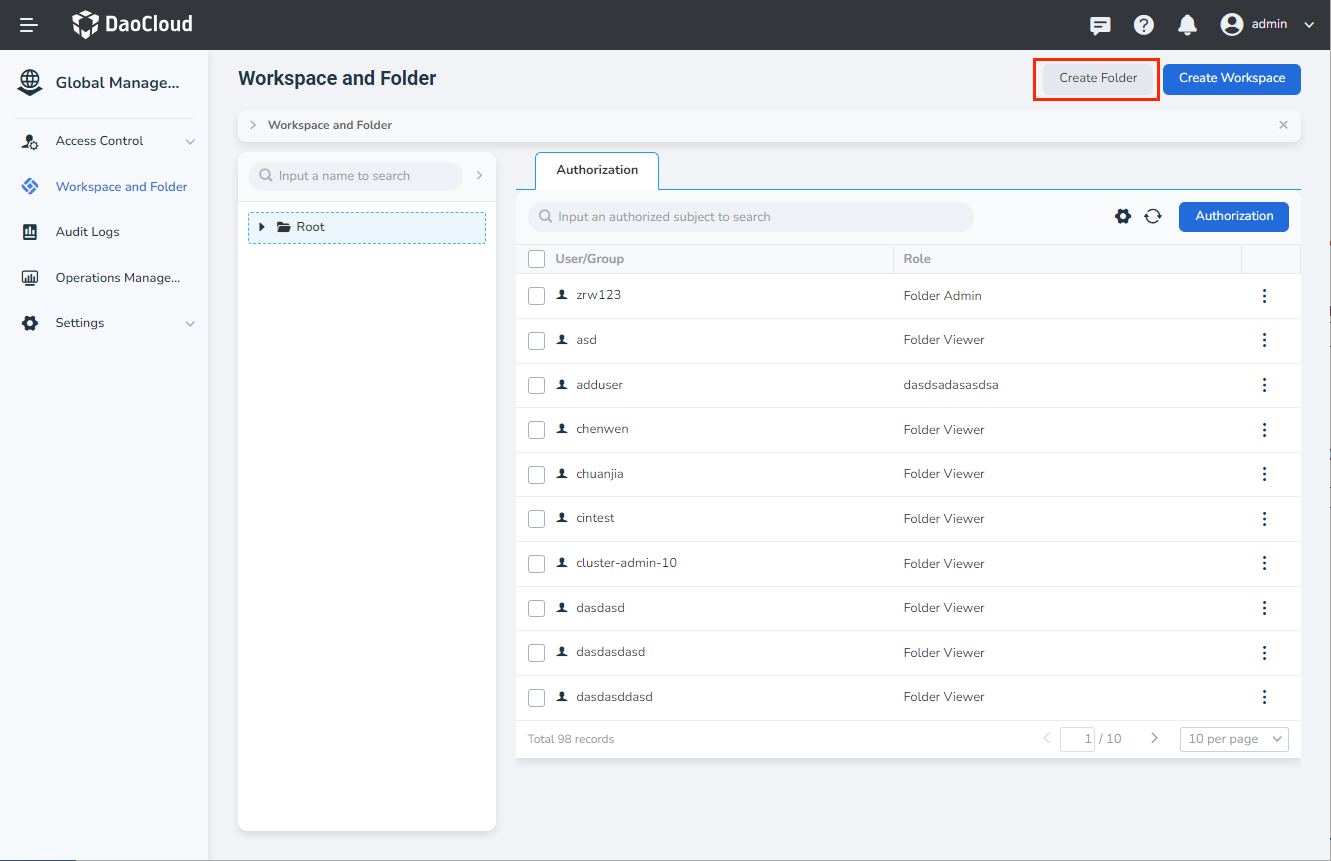 DaoCloud
admin
Global Manage...
Access Control
Workspace and Folder
Audit Logs
Operations Manage...
Settings
Workspace and Folder
Create Folder
Create Workspace
Workspace and Folder
Input a name to search
Root
Authorization
Input an authorized subject to search
Authorization
User/Group Role
zrw123 Folder Admin
asd Folder Viewer
adduser dasdsadasasdsa
chenwen Folder Viewer
chuanjia Folder Viewer
cintest Folder Viewer
cluster-admin-10 Folder Viewer
dasdasd Folder Viewer
dasdasdasd Folder Viewer
dasdasddasd Folder Viewer
Total 98 records
1 / 10
10 per page